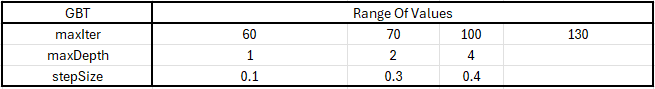 GBT Range Of Values
maxIter 60 70 100 130
maxDepth 1 2 4
stepSize 0.1 0.3 0.4